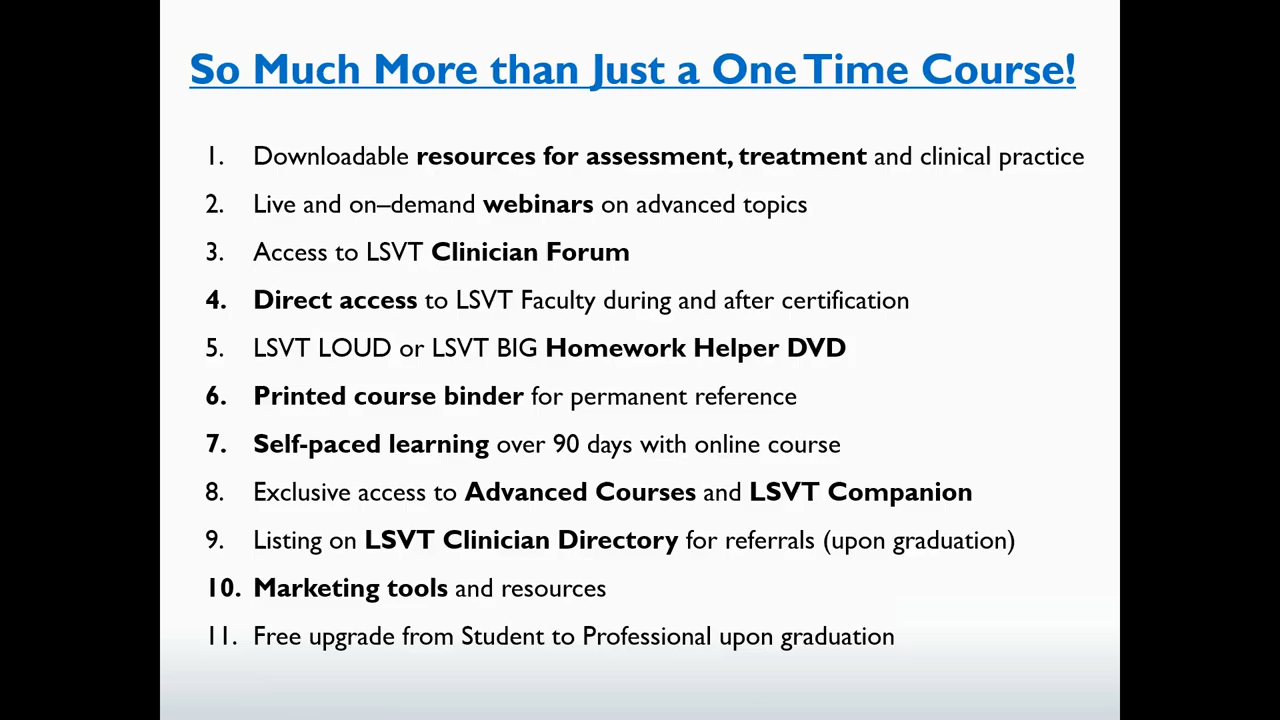 So Much More than Just a One Time Course!
1. Downloadable resources for assessment, treatment and clinical practice
2. Live and on–demand webinars on advanced topics
3. Access to LSVT Clinician Forum
4. Direct access to LSVT Faculty during and after certification
5. LSVT LOUD or LSVT BIG Homework Helper DVD
6. Printed course binder for permanent reference
7. Self-paced learning over 90 days with online course
8. Exclusive access to Advanced Courses and LSVT Companion
9. Listing on LSVT Clinician Directory for referrals (upon graduation)
10. Marketing tools and resources
11. Free upgrade from Student to Professional upon graduation